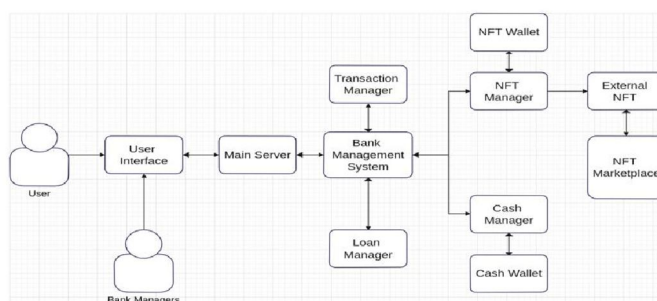 NFT Wallet
Transaction
Manager
NFT
Manager
External
NFT
User
Interface
Main Server
Bank
Management
System
NFT
Marketplace
User
Cash
Manager
Loan
Manager
Cash Wallet
Bank Managers